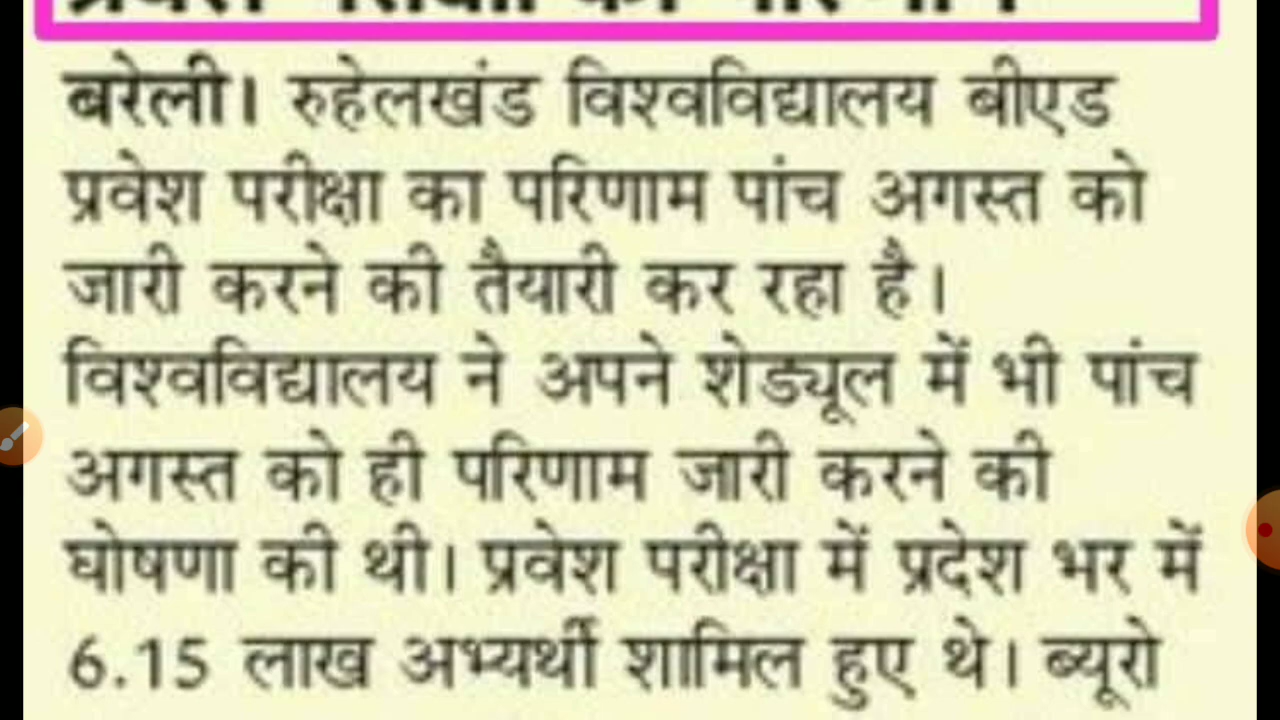 बरेली। रुहेलखंड विश्वविद्यालय बीएड
प्रवेश परीक्षा का परिणाम पांच अगस्त को
जारी करने की तैयारी कर रहा है।
विश्वविद्यालय ने अपने शेड्यूल में भी पांच
अगस्त को ही परिणाम जारी करने की
घोषणा की थी। प्रवेश परीक्षा में प्रदेश भर में
6.15 लाख अभ्यर्थी शामिल हुए थे। ब्यूरो